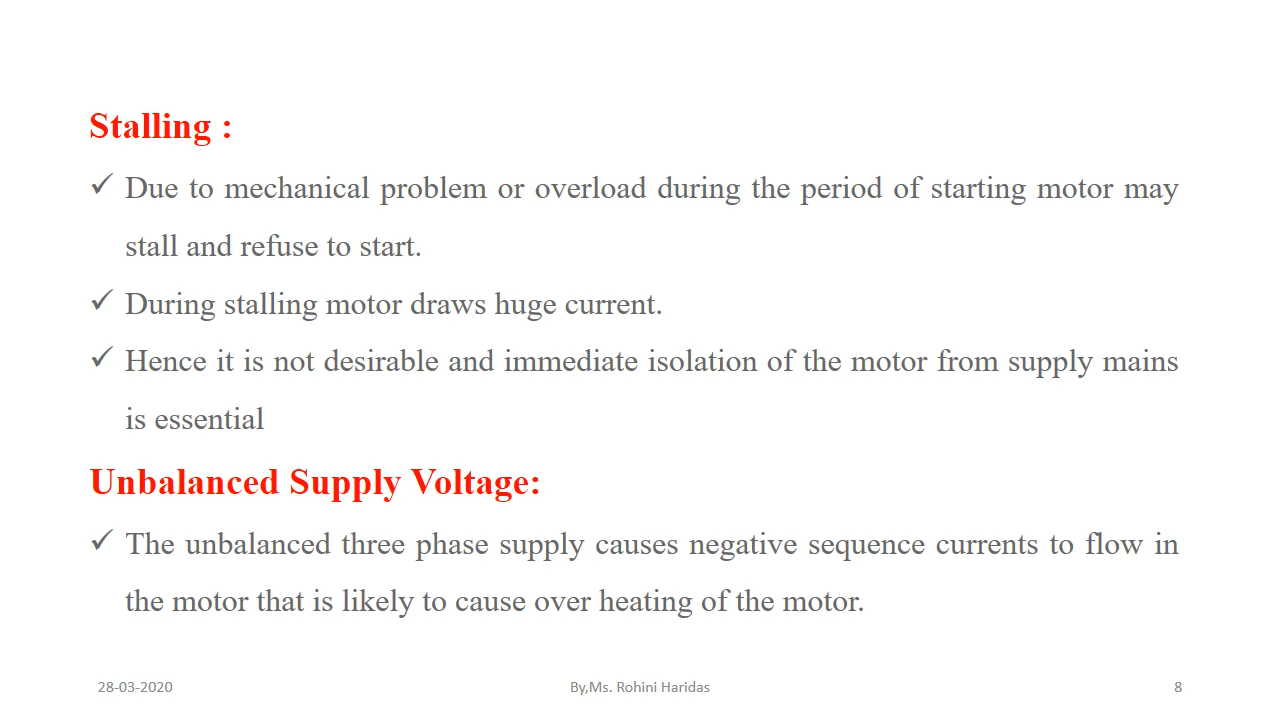 Stalling :
✓ Due to mechanical problem or overload during the period of starting motor may
stall and refuse to start.
✓ During stalling motor draws huge current.
✓ Hence it is not desirable and immediate isolation of the motor from supply mains
is essential
Unbalanced Supply Voltage:
✓ The unbalanced three phase supply causes negative sequence currents to flow in
the motor that is likely to cause over heating of the motor.
28-03-2020 By,Ms. Rohini Haridas 8